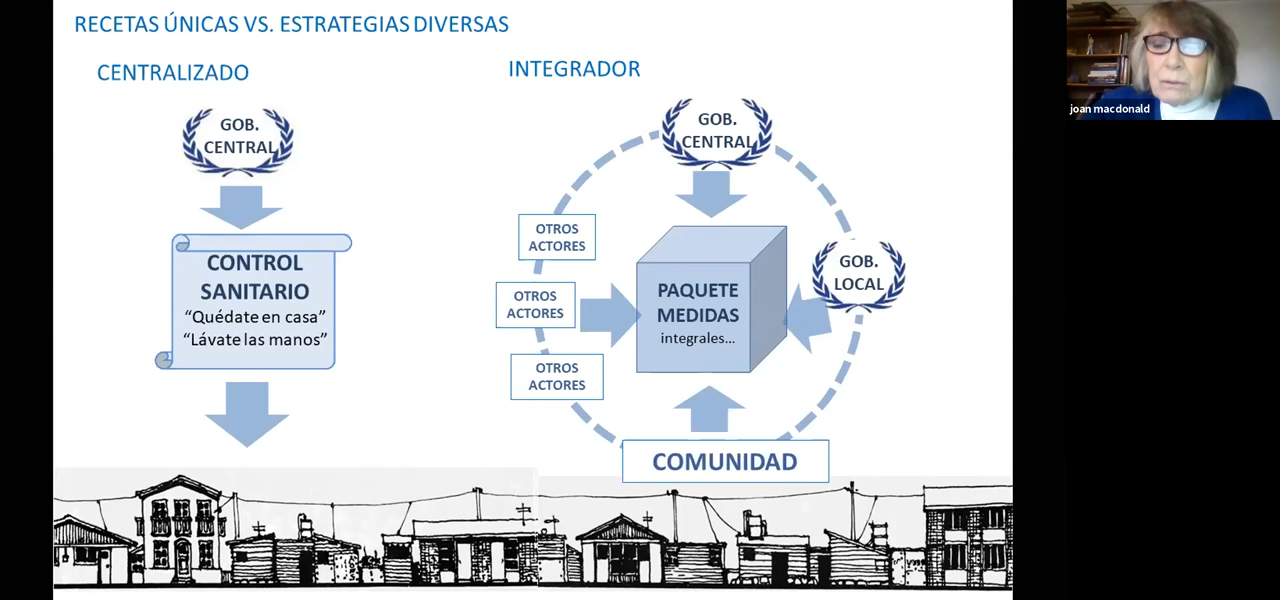 RECETAS ÚNICAS VS. ESTRATEGIAS DIVERSAS
CENTRALIZADO
GOB.
CENTRAL
CONTROL
SANITARIO
“Quédate en casa”
“Lávate las manos”
INTEGRADOR
GOB.
CENTRAL
OTROS
ACTORES
OTROS
ACTORES
OTROS
ACTORES
PAQUETE
MEDIDAS
integrales...
GOB.
LOCAL
COMUNIDAD
joan macdonald